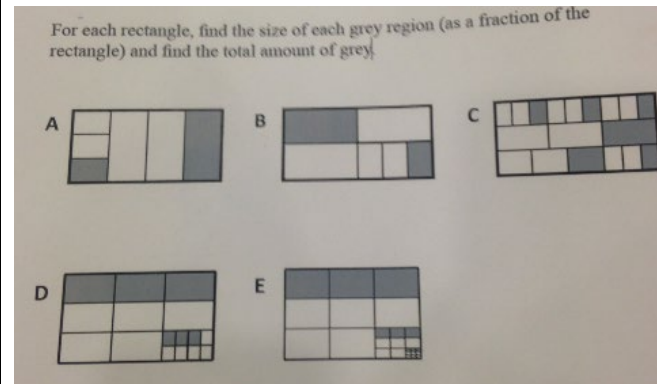 For each rectangle, find the size of each grey region (as a fraction of the
rectangle) and find the total amount of grey.
A
B
C
D
E